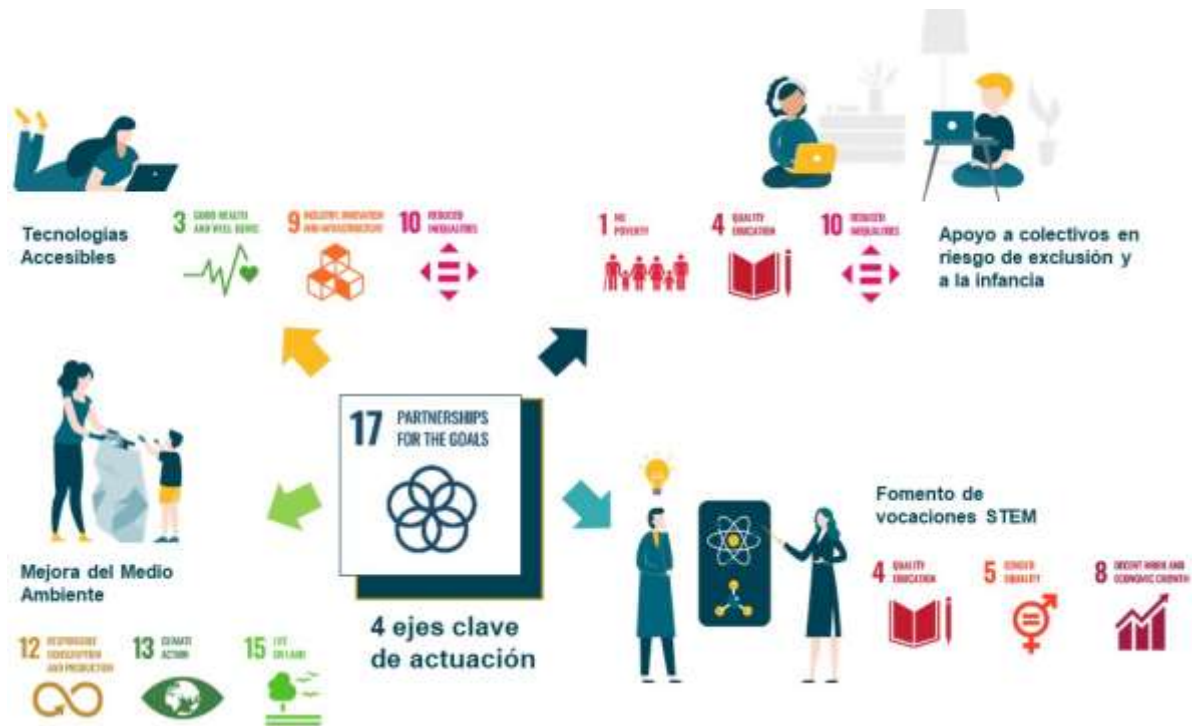 Tecnologías
Accesibles
3 GOOD HEALTH
AND WELL-BEING
9 INDUSTRY, INNOVATION
AND INFRASTRUCTURE
10 REDUCED
INEQUALITIES
1 NO
POVERTY
4 QUALITY
EDUCATION
10 REDUCED
INEQUALITIES
Apoyo a colectivos en
riesgo de exclusión y
a la infancia
17 PARTNERSHIPS
FOR THE GOALS
4 ejes clave
de actuación
Mejora del Medio
Ambiente
12 RESPONSIBLE
CONSUMPTION
AND PRODUCTION
13 CLIMATE
ACTION
15 LIFE
ON LAND
Fomento de
vocaciones STEM
4 QUALITY
EDUCATION
5 GENDER
EQUALITY
8 DECENT WORK AND
ECONOMIC GROWTH